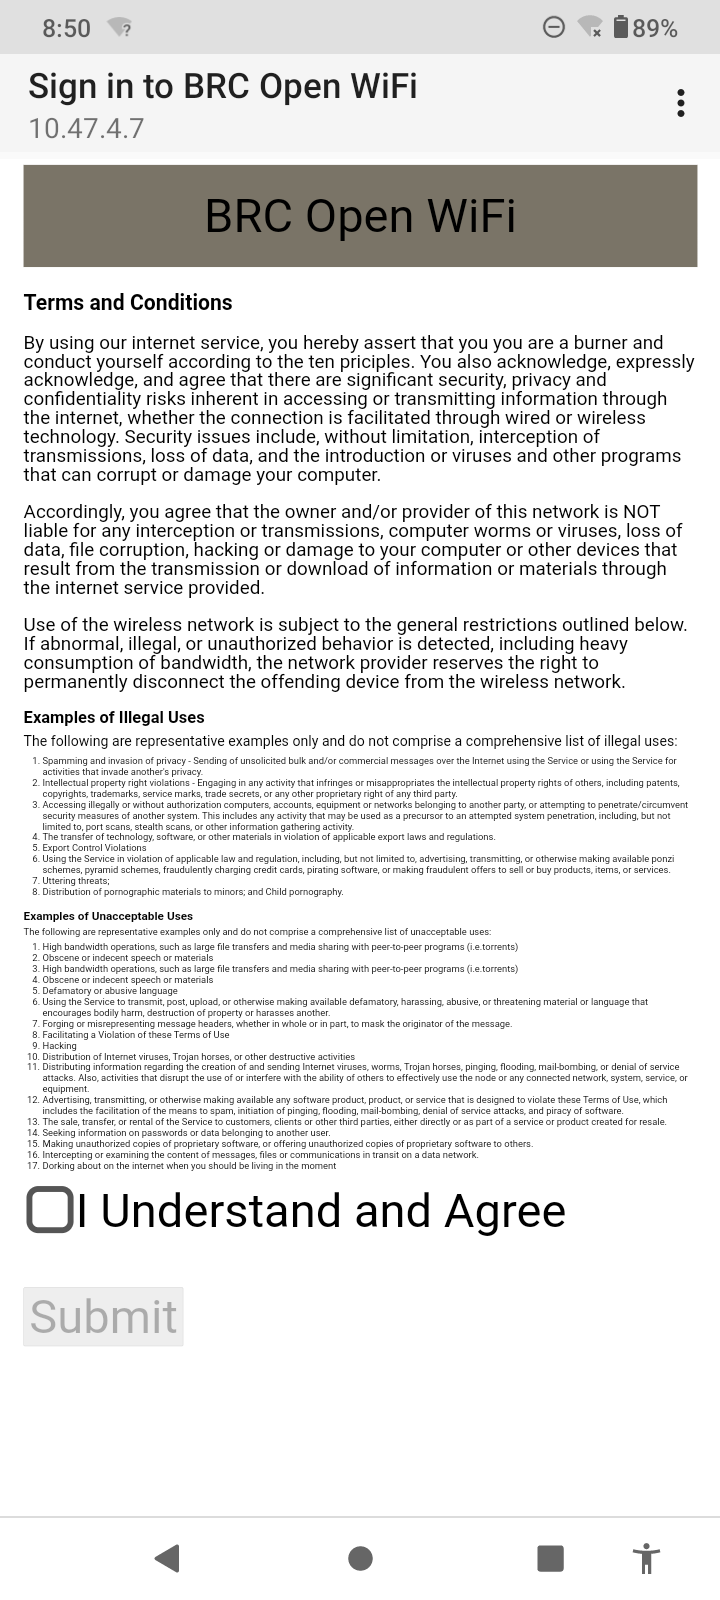 8:50
?
89%
Sign in to BRC Open WiFi
10.47.4.7
BRC Open WiFi
Terms and Conditions
By using our internet service, you hereby assert that you you are a burner and
conduct yourself according to the ten priciples. You also acknowledge, expressly
acknowledge, and agree that there are significant security, privacy and
confidentiality risks inherent in accessing or transmitting information through
the internet, whether the connection is facilitated through wired or wireless
technology. Security issues include, without limitation, interception of
transmissions, loss of data, and the introduction or viruses and other programs
that can corrupt or damage your computer.
Accordingly, you agree that the owner and/or provider of this network is NOT
liable for any interception or transmissions, computer worms or viruses, loss of
data, file corruption, hacking or damage to your computer or other devices that
result from the transmission or download of information or materials through
the internet service provided.
Use of the wireless network is subject to the general restrictions outlined below.
If abnormal, illegal, or unauthorized behavior is detected, including heavy
consumption of bandwidth, the network provider reserves the right to
permanently disconnect the offending device from the wireless network.
Examples of Illegal Uses
The following are representative examples only and do not comprise a comprehensive list of illegal uses:
1. Spamming and invasion of privacy - Sending of unsolicited bulk and/or commercial messages over the Internet using the Service or using the Service for
activities that invade another's privacy.
2. Intellectual property right violations - Engaging in any activity that infringes or misappropriates the intellectual property rights of others, including patents,
copyrights, trademarks, service marks, trade secrets, or any other proprietary right of any third party.
3. Accessing illegally or without authorization computers, accounts, equipment or networks belonging to another party, or attempting to penetrate/circumvent
security measures of another system. This includes any activity that may be used as a precursor to an attempted system penetration, including, but not
limited to, port scans, stealth scans, or other information gathering activity.
4. The transfer of technology, software, or other materials in violation of applicable export laws and regulations.
5. Export Control Violations
6. Using the Service in violation of applicable law and regulation, including, but not limited to, advertising, transmitting, or otherwise making available ponzi
schemes, pyramid schemes, fraudulently charging credit cards, pirating software, or making fraudulent offers to sell or buy products, items, or services.
7. Uttering threats;
8. Distribution of pornographic materials to minors; and Child pornography.
Examples of Unacceptable Uses
The following are representative examples only and do not comprise a comprehensive list of unacceptable uses:
1. High bandwidth operations, such as large file transfers and media sharing with peer-to-peer programs (i.e.torrents)
2. Obscene or indecent speech or materials
3. High bandwidth operations, such as large file transfers and media sharing with peer-to-peer programs (i.e.torrents)
4. Obscene or indecent speech or materials
5. Defamatory or abusive language
6. Using the Service to transmit, post, upload, or otherwise making available defamatory, harassing, abusive, or threatening material or language that
encourages bodily harm, destruction of property or harasses another.
7. Forging or misrepresenting message headers, whether in whole or in part, to mask the originator of the message.
8. Facilitating a Violation of these Terms of Use
9. Hacking
10. Distribution of Internet viruses, Trojan horses, or other destructive activities
11. Distributing information regarding the creation of and sending Internet viruses, worms, Trojan horses, pinging, flooding, mail-bombing, or denial of service
attacks. Also, activities that disrupt the use of or interfere with the ability of others to effectively use the node or any connected network, system, service, or
equipment.
12. Advertising, transmitting, or otherwise making available any software product, product, or service that is designed to violate these Terms of Use, which
includes the facilitation of the means to spam, initiation of pinging, flooding, mail-bombing, denial of service attacks, and piracy of software.
13. The sale, transfer, or rental of the Service to customers, clients or other third parties, either directly or as part of a service or product created for resale.
14. Seeking information on passwords or data belonging to another user.
15. Making unauthorized copies of proprietary software, or offering unauthorized copies of proprietary software to others.
16. Intercepting or examining the content of messages, files or communications in transit on a data network.
17. Dorking about on the internet when you should be living in the moment
I Understand and Agree
Submit